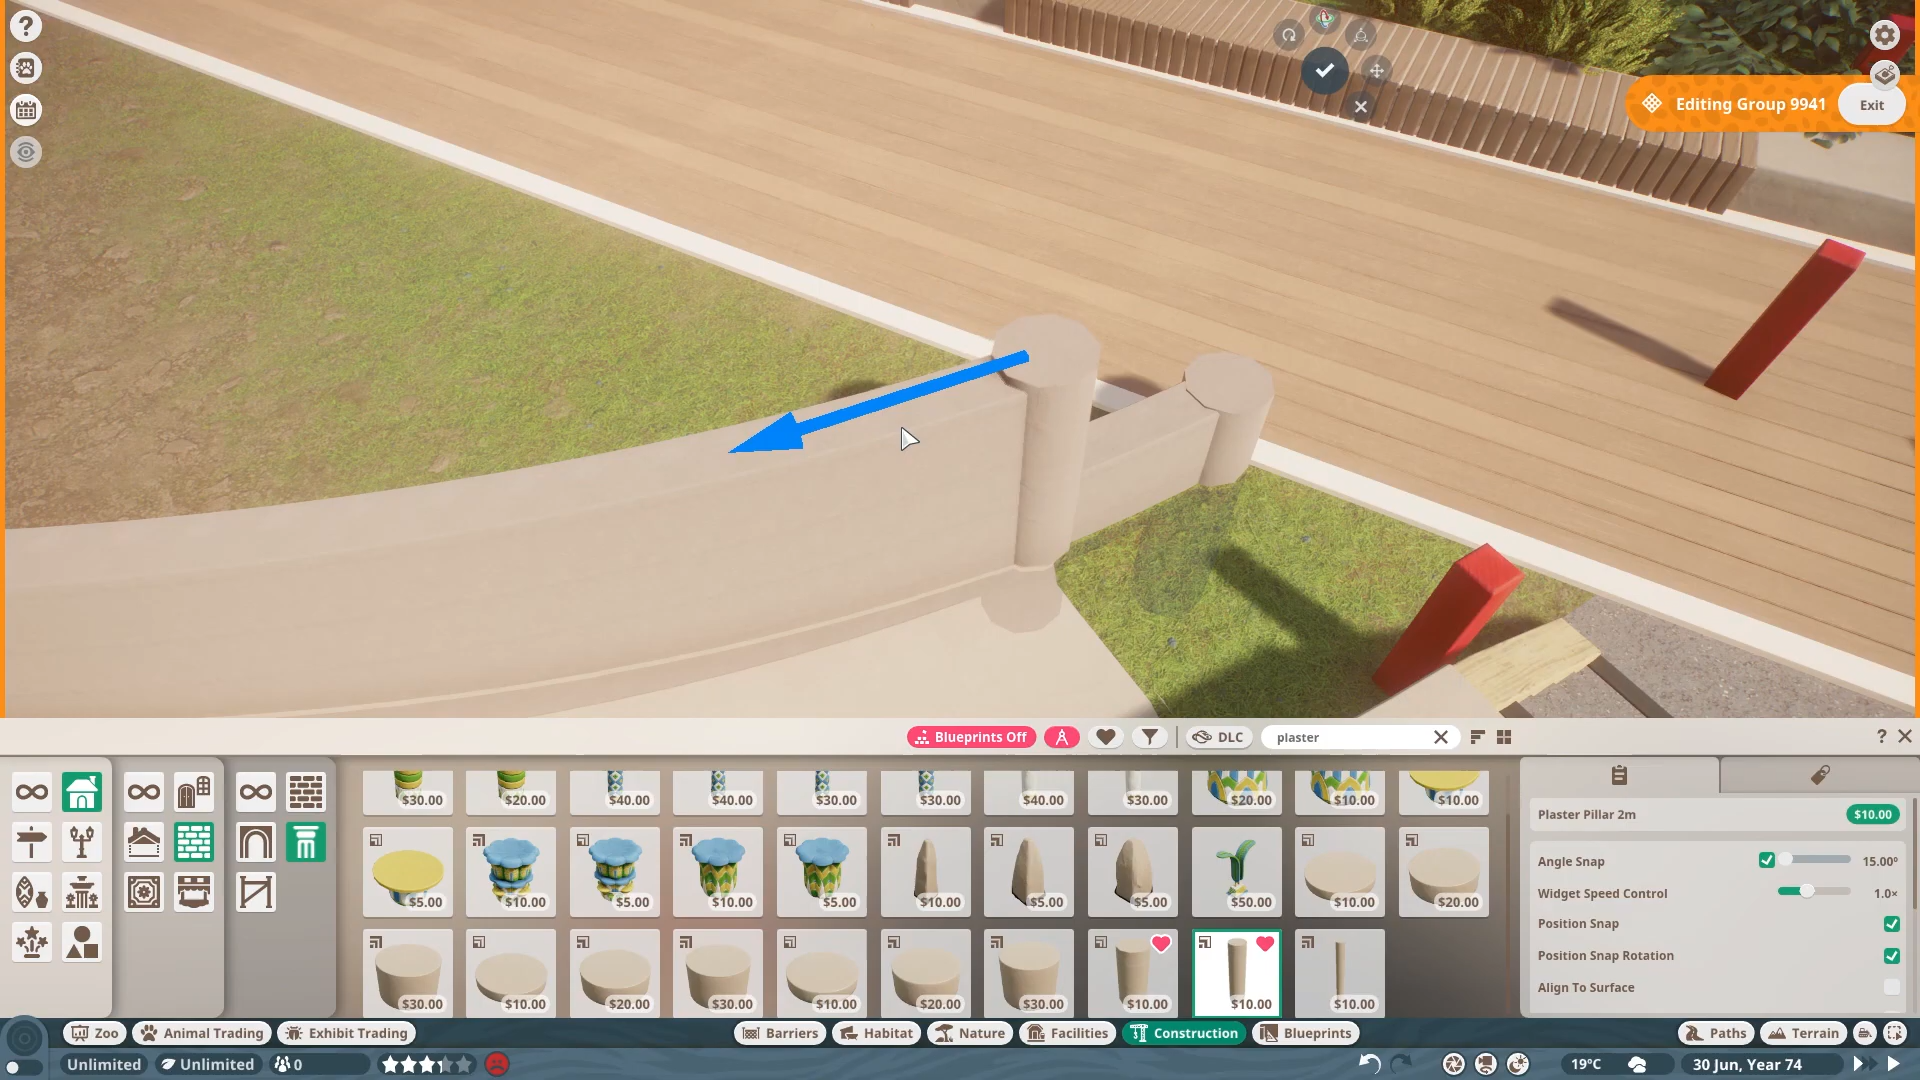 ?
Editing Group 9941
Exit
Blueprints Off
DLC
plaster
?
$30.00
$20.00
$40.00
$40.00
$30.00
$30.00
$40.00
$30.00
$20.00
$10.00
$10.00
$5.00
$10.00
$5.00
$10.00
$5.00
$10.00
$5.00
$5.00
$50.00
$10.00
$20.00
$30.00
$10.00
$20.00
$30.00
$10.00
$20.00
$30.00
$10.00
$10.00
$10.00
Plaster Pillar 2m
$10.00
Angle Snap
15.00°
Widget Speed Control
1.0×
Position Snap
Position Snap Rotation
Align To Surface
Zoo
Animal Trading
Exhibit Trading
Barriers
Habitat
Nature
Facilities
Construction
Blueprints
Paths
Terrain
Unlimited
Unlimited
0
19°C
30 Jun, Year 74